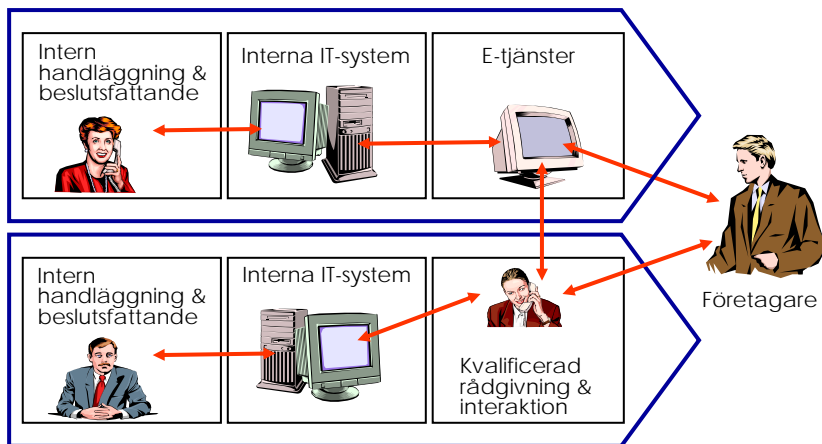 Intern
handläggning &
beslutsfattande
Interna IT-system
E-tjänster
Företagare
Intern
handläggning &
beslutsfattande
Interna IT-system
Kvalificerad
rådgivning &
interaktion